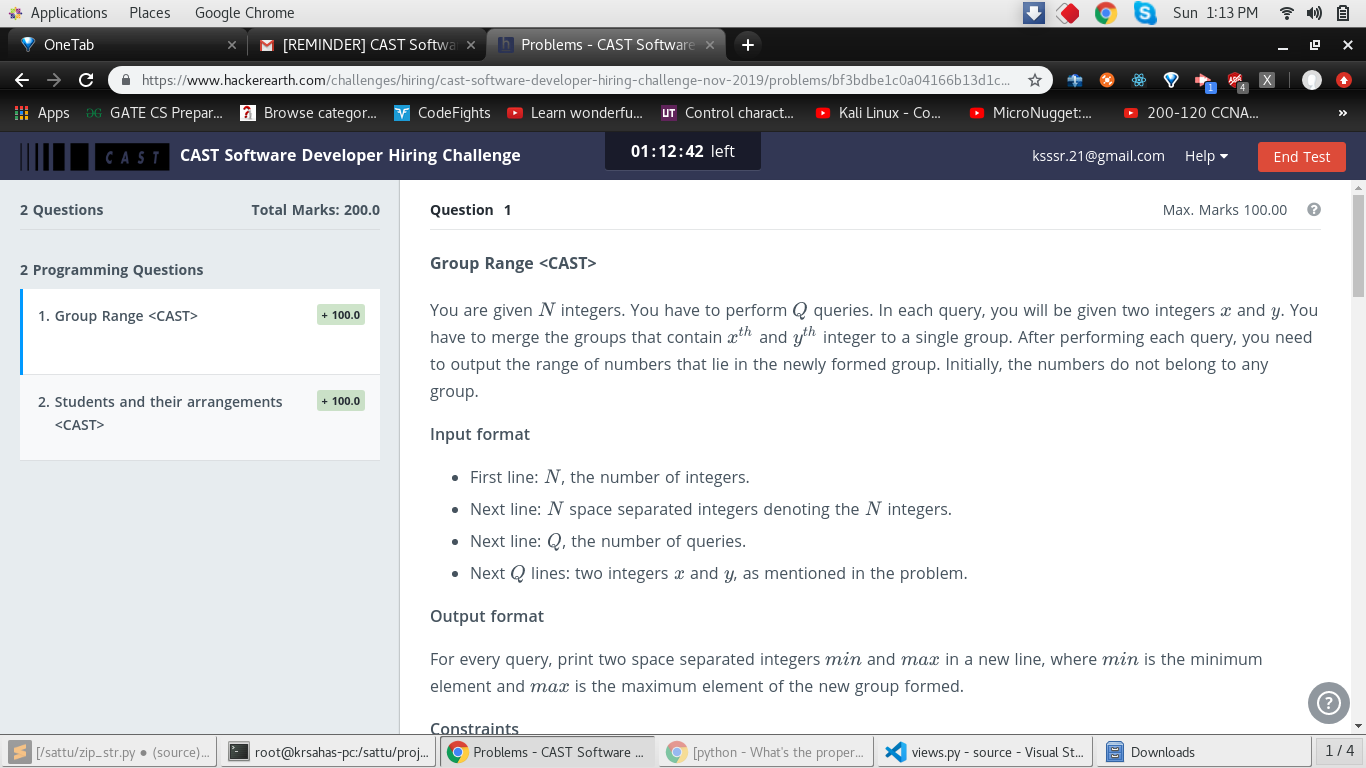 Applications Places Google Chrome Sun 1:13 PM
OneTab × [REMINDER] CAST Softwa × Problems - CAST Software ×
https://www.hackerearth.com/challenges/hiring/cast-software-developer-hiring-challenge-nov-2019/problems/bf3bdbe1c0a04166b13d1c... 1 ABP 4 X
Apps GATE CS Prepar... Browse categor... CodeFights Learn wonderfu... UT Control charact... Kali Linux - Co... MicroNugget:... 200-120 CCNA... »
CAST CAST Software Developer Hiring Challenge 01:12:42 left ksssr.21@gmail.com Help End Test
2 Questions Total Marks: 200.0
2 Programming Questions
1. Group Range <CAST> + 100.0
2. Students and their arrangements + 100.0
<CAST>
Question 1 Max. Marks 100.00 ?
Group Range <CAST>
You are given N integers. You have to perform Q queries. In each query, you will be given two integers x and y. You
have to merge the groups that contain xth and yth integer to a single group. After performing each query, you need
to output the range of numbers that lie in the newly formed group. Initially, the numbers do not belong to any
group.
Input format
• First line: N, the number of integers.
• Next line: N space separated integers denoting the N integers.
• Next line: Q, the number of queries.
• Next Q lines: two integers x and y, as mentioned in the problem.
Output format
For every query, print two space separated integers min and max in a new line, where min is the minimum
element and max is the maximum element of the new group formed.
Constraints
?
[/sattu/zip_str.py • (source)... root@krsahas-pc:/sattu/proj... Problems - CAST Software ... [python - What's the proper... views.py - source - Visual St... Downloads 1 / 4